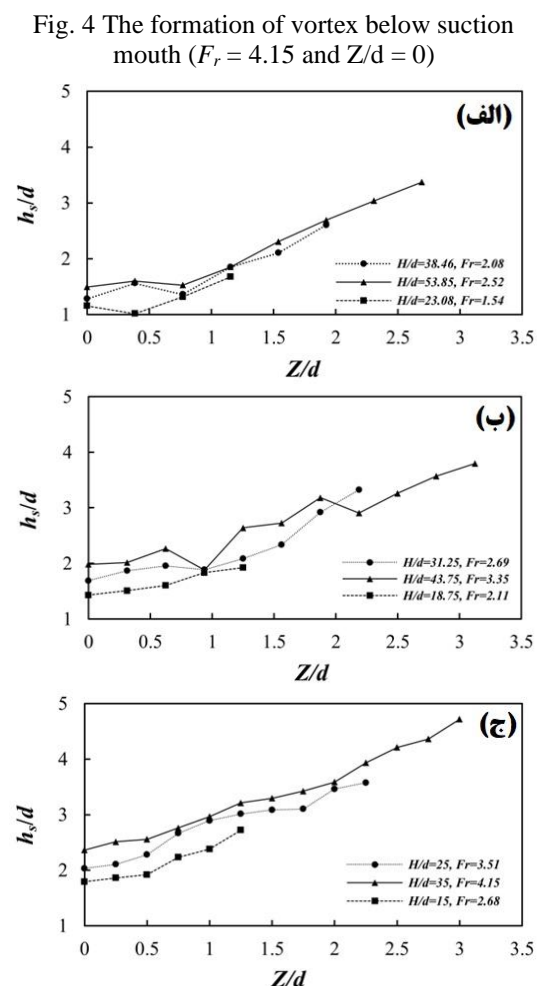 Fig. 4 The formation of vortex below suction
mouth (Fr = 4.15 and Z/d = 0)
(الف)
5
4
3
2
1
hs/d
H/d=38.46, Fr=2.08
H/d=53.85, Fr=2.52
H/d=23.08, Fr=1.54
0 0.5 1 1.5 2 2.5 3 3.5
Z/d
(ب)
5
4
3
2
1
hs/d
H/d=31.25, Fr=2.69
H/d=43.75, Fr=3.35
H/d=18.75, Fr=2.11
0 0.5 1 1.5 2 2.5 3 3.5
Z/d
(ج)
5
4
3
2
1
hs/d
H/d=25, Fr=3.51
H/d=35, Fr=4.15
H/d=15, Fr=2.68
0 0.5 1 1.5 2 2.5 3 3.5
Z/d